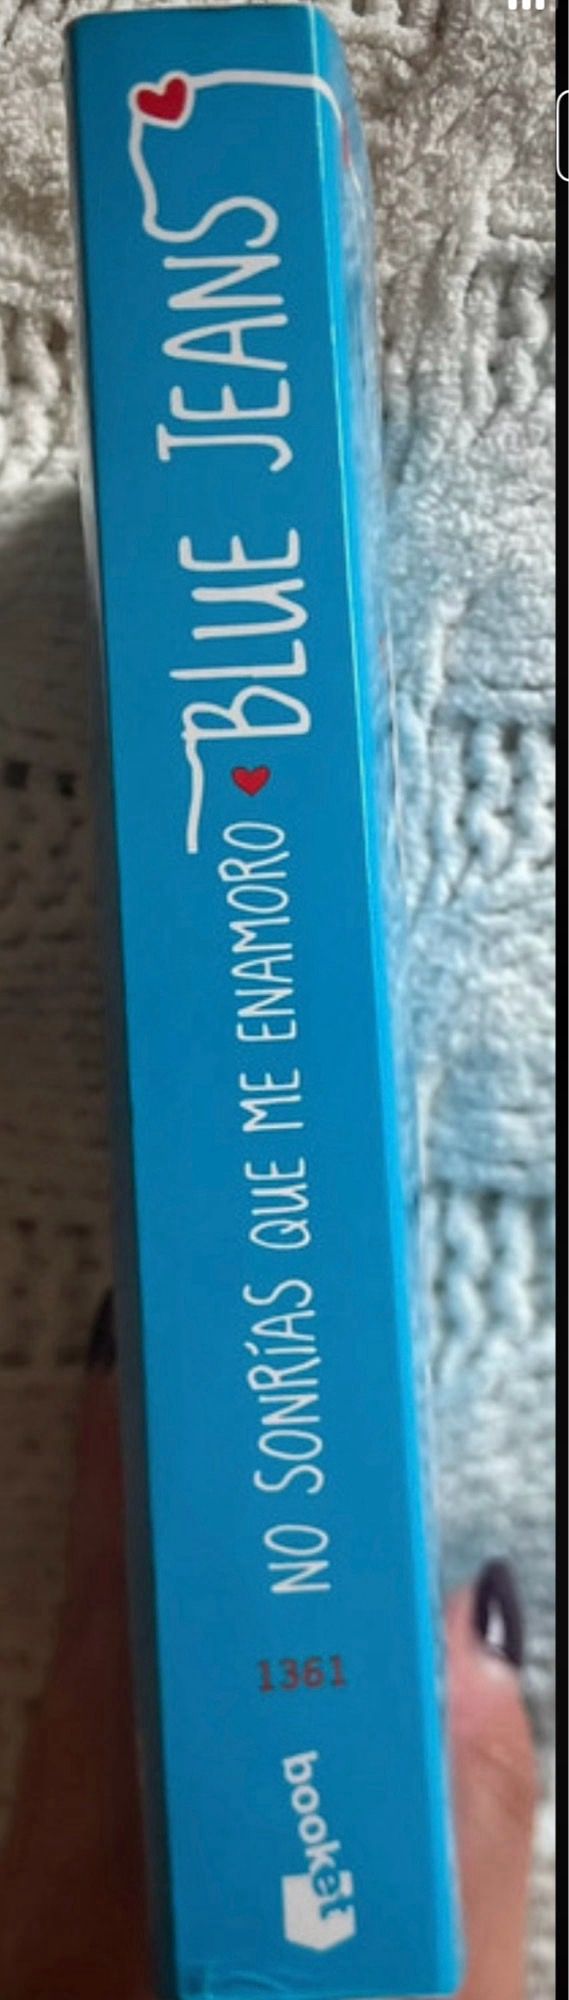 NO SONRÍAS QUE ME ENAMORO
BLUE JEANS
1361
booket